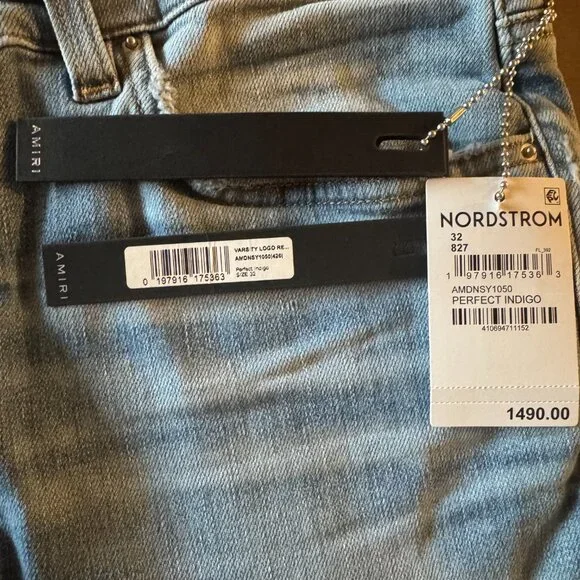 AMIRI
AMIRI
VARSITY LOGO RE...
AMDNSY1050(426)
Perfect Indigo
SIZE 32
0 197916 175363
NORDSTROM
32
827
FL_392
1 97916 17536 3
AMDNSY1050
PERFECT INDIGO
410694711152
1490.00